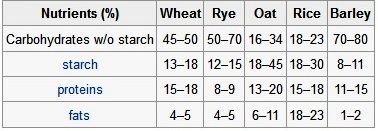 Nutrients (%) Wheat Rye Oat Rice Barley
Carbohydrates w/o starch 45–50 50–70 16–34 18–23 70–80
starch 13–18 12–15 18–45 18–30 8–11
proteins 15–18 8–9 13–20 15–18 11–15
fats 4–5 4–5 6–11 18–23 1–2